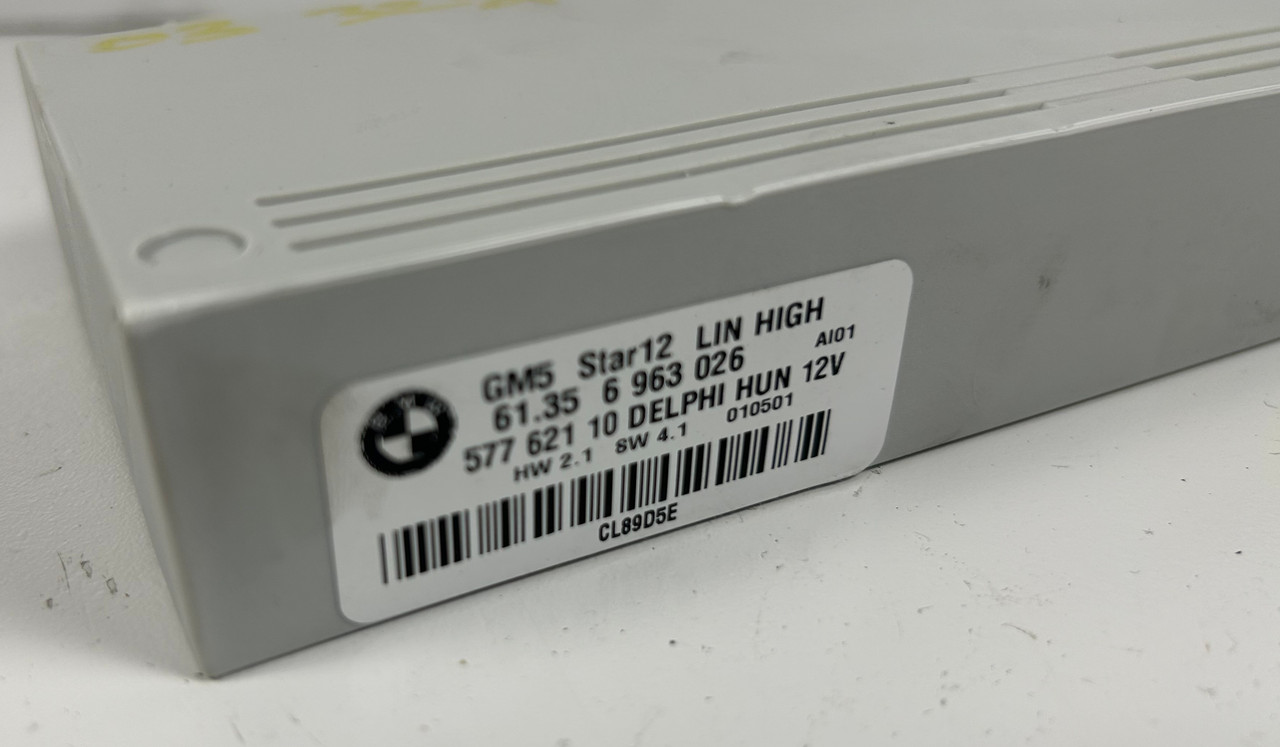 03
GM5 Star12 LIN HIGH
61.35 6 963 026 AI01
577 621 10 DELPHI HUN 12V
HW 2.1 SW 4.1 010501
CL89D5E